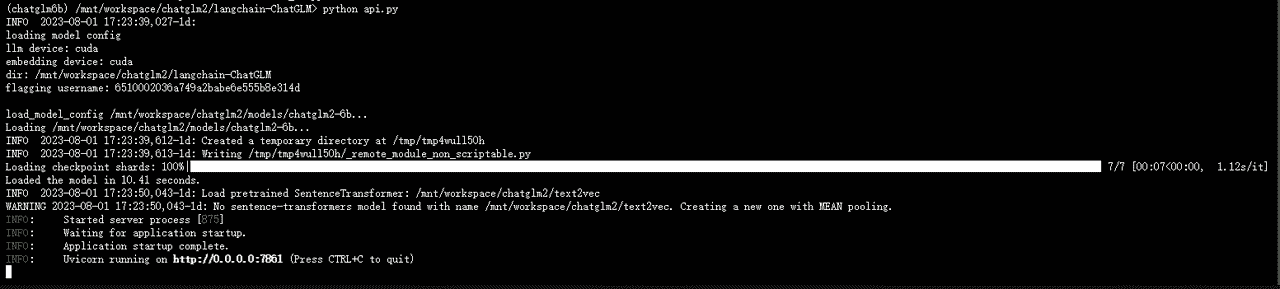 (chatglm6b) /mnt/workspace/chatglm2/langchain-ChatGLM> python api.py
INFO  2023-08-01 17:23:39,027-1d:
loading model config
llm device: cuda
embedding device: cuda
dir: /mnt/workspace/chatglm2/langchain-ChatGLM
flagging username: 6510002036a749a2babe6e555b8e314d
load_model_config /mnt/workspace/chatglm2/models/chatglm2-6b...
Loading /mnt/workspace/chatglm2/models/chatglm2-6b...
INFO  2023-08-01 17:23:39,612-1d: Created a temporary directory at /tmp/tmp4wull50h
INFO  2023-08-01 17:23:39,613-1d: Writing /tmp/tmp4wull50h/_remote_module_non_scriptable.py
Loading checkpoint shards: 100%| 7/7 [00:07<00:00,  1.12s/it]
Loaded the model in 10.41 seconds.
INFO  2023-08-01 17:23:50,043-1d: Load pretrained SentenceTransformer: /mnt/workspace/chatglm2/text2vec
WARNING 2023-08-01 17:23:50,043-1d: No sentence-transformers model found with name /mnt/workspace/chatglm2/text2vec. Creating a new one with MEAN pooling.
INFO:     Started server process [875]
INFO:     Waiting for application startup.
INFO:     Application startup complete.
INFO:     Uvicorn running on http://0.0.0.0:7861 (Press CTRL+C to quit)